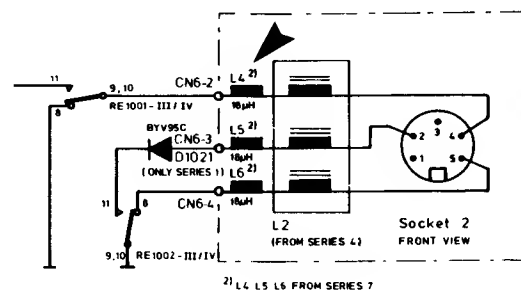 11
8
9, 10
RE1001-III/IV
CN6-2
L4 2)
18µH
BYV95C
CN6-3
D1021
(ONLY SERIES 1)
L5 2)
18µH
L6 2)
18µH
CN6-4
11
8
9,10
RE1002-III/IV
L2
(FROM SERIES 4)
3
2
4
1
5
Socket 2
FRONT VIEW
2) L4 L5 L6 FROM SERIES 7